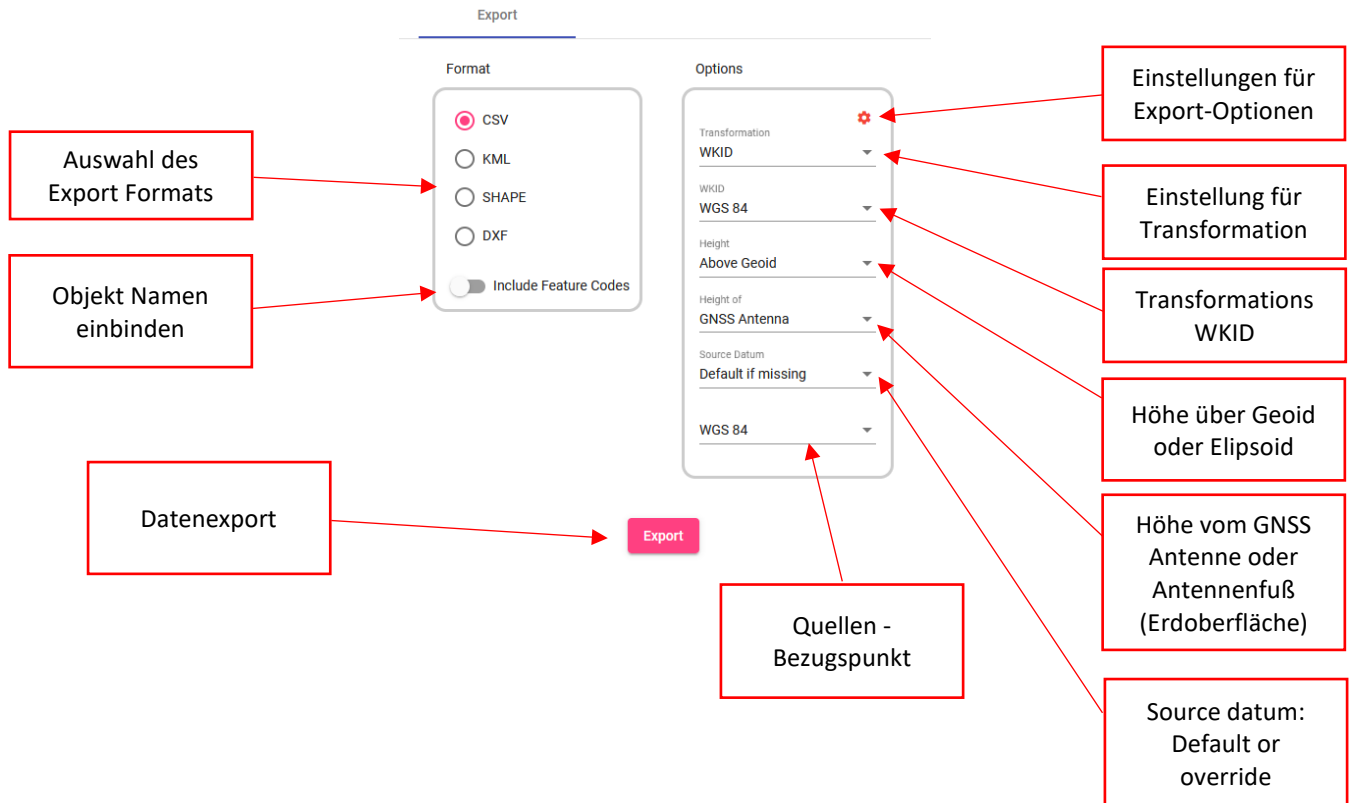 Export
Format
Options
CSV
KML
SHAPE
DXF
Include Feature Codes
Transformation
WKID
WKID
WGS 84
Height
Above Geoid
Height of
GNSS Antenna
Source Datum
Default if missing
WGS 84
Export
Auswahl des
Export Formats
Objekt Namen
einbinden
Datenexport
Quellen -
Bezugspunkt
Einstellungen für
Export-Optionen
Einstellung für
Transformation
Transformations
WKID
Höhe über Geoid
oder Elipsoid
Höhe vom GNSS
Antenne oder
Antennenfuß
(Erdoberfläche)
Source datum:
Default or
override